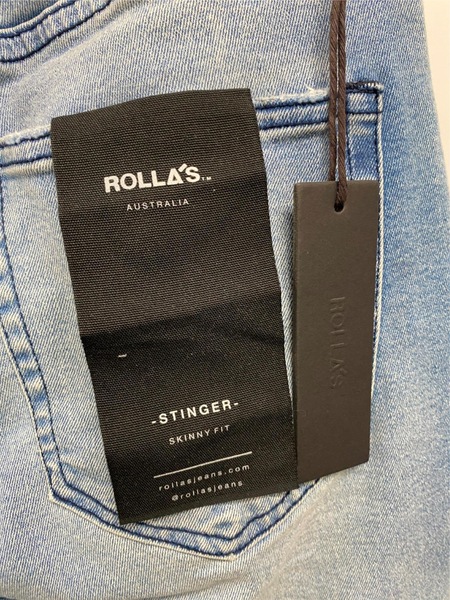 ROLLA'S™
AUSTRALIA
-STINGER-
SKINNY FIT
rollasjeans.com
@rollasjeans
ROLLA'S